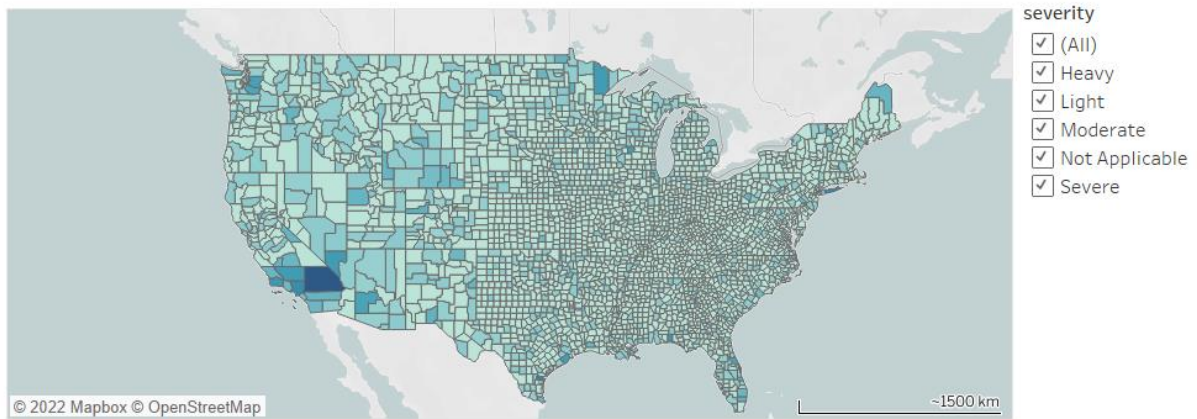 severity
(All)
Heavy
Light
Moderate
Not Applicable
Severe
© 2022 Mapbox © OpenStreetMap
~1500 km